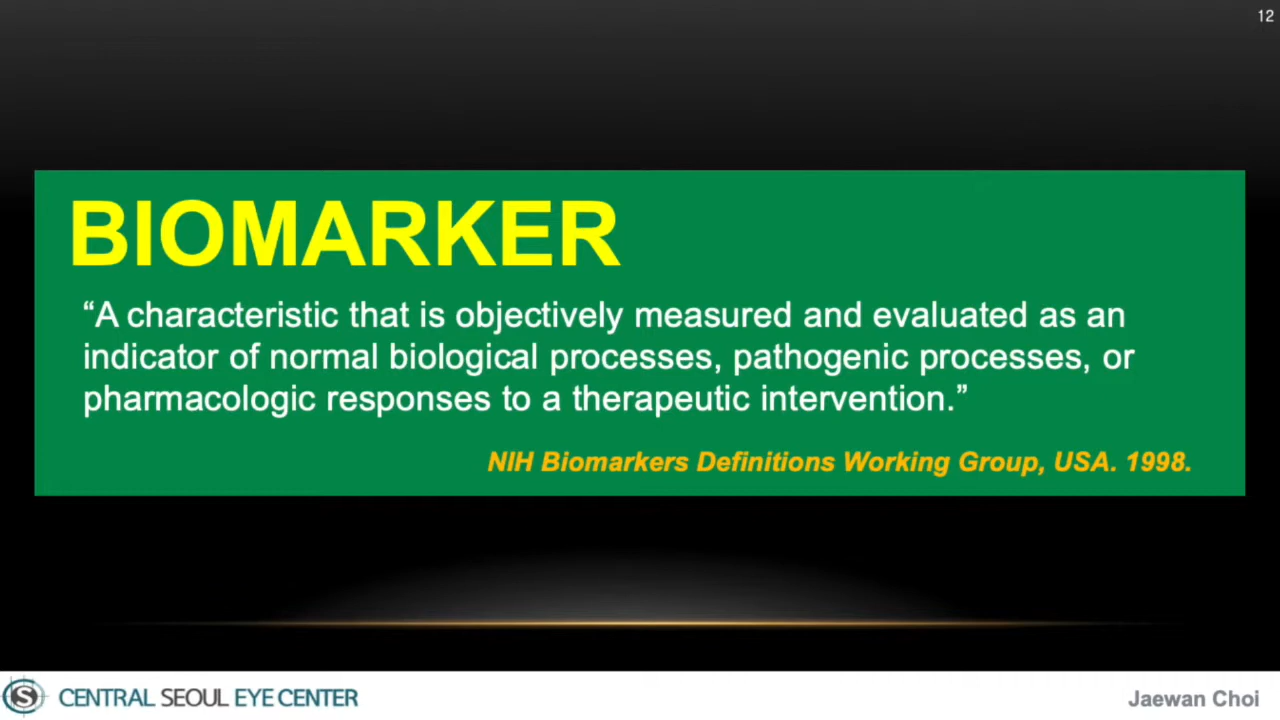 12
BIOMARKER
“A characteristic that is objectively measured and evaluated as an
indicator of normal biological processes, pathogenic processes, or
pharmacologic responses to a therapeutic intervention.”
NIH Biomarkers Definitions Working Group, USA. 1998.
S CENTRAL SEOUL EYE CENTER
Jaewan Choi